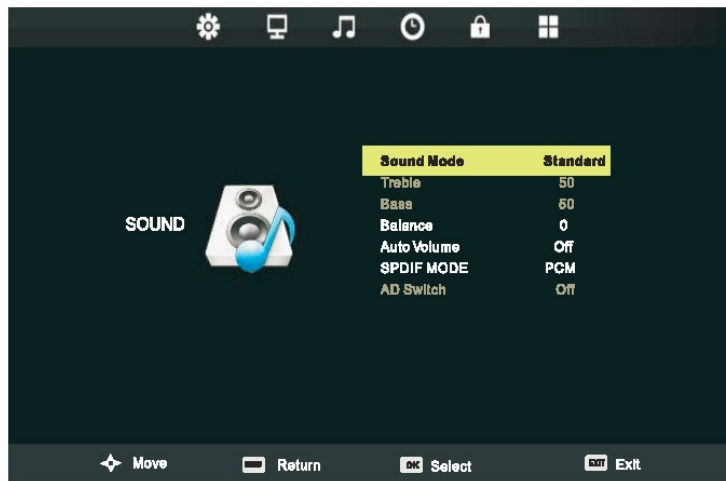 Sound Mode Standard
Treble 50
Bass 50
SOUND
Balance 0
Auto Volume Off
SPDIF MODE PCM
AD Switch Off
Move Return OK Select EXIT Exit